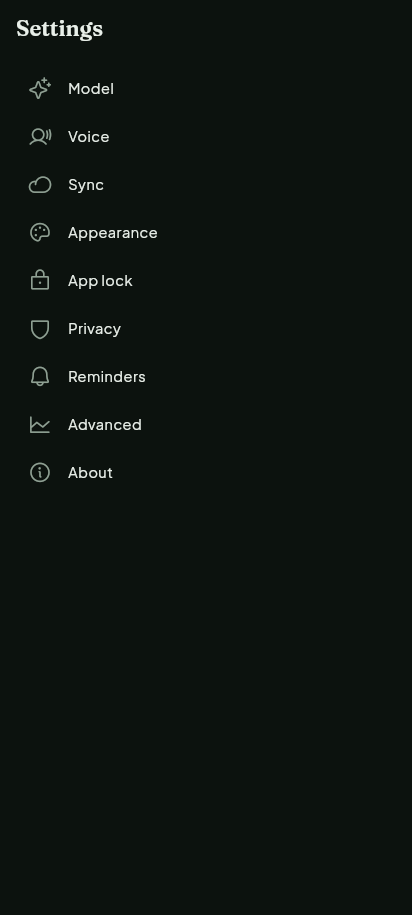 Settings
Model
Voice
Sync
Appearance
App lock
Privacy
Reminders
Advanced
About